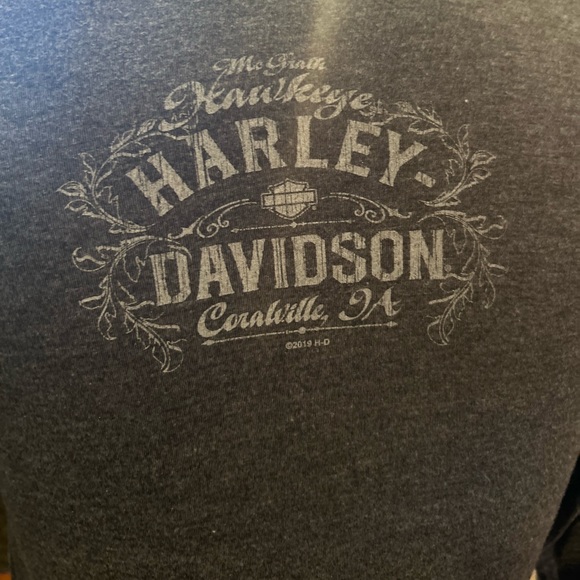 McGrath
Hawkeye
HARLEY-
DAVIDSON
Coralville, IA
©2019 H-D